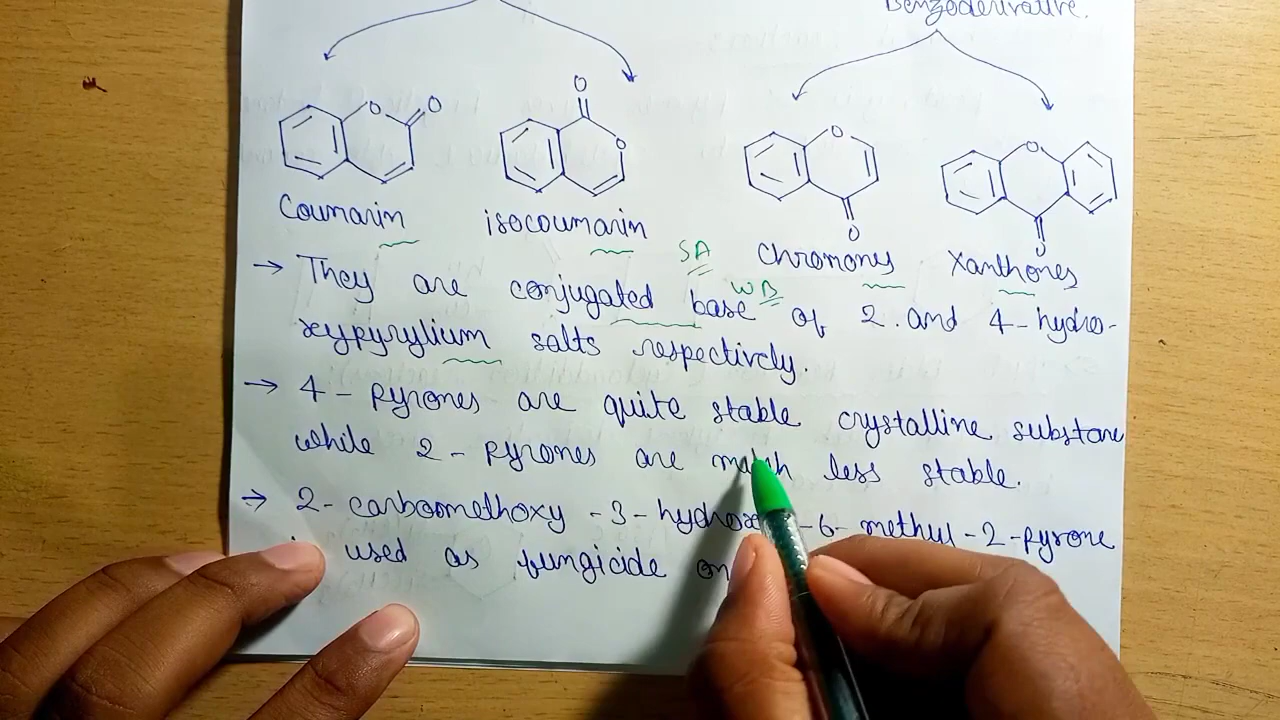 Benzoderivative.
O O
O
O
O
O
O
O
Coumarin
isocoumarin
Chromones
Xanthones
SA
WB
→ They are conjugated base of 2. and 4-hydro-
xypyrylium salts respectively.
→ 4-pyrones are quite stable crystalline substance
while 2-pyrones are much less stable.
→ 2-carbomethoxy -3-hydroxy -6-methyl-2-pyrone
used as fungicide